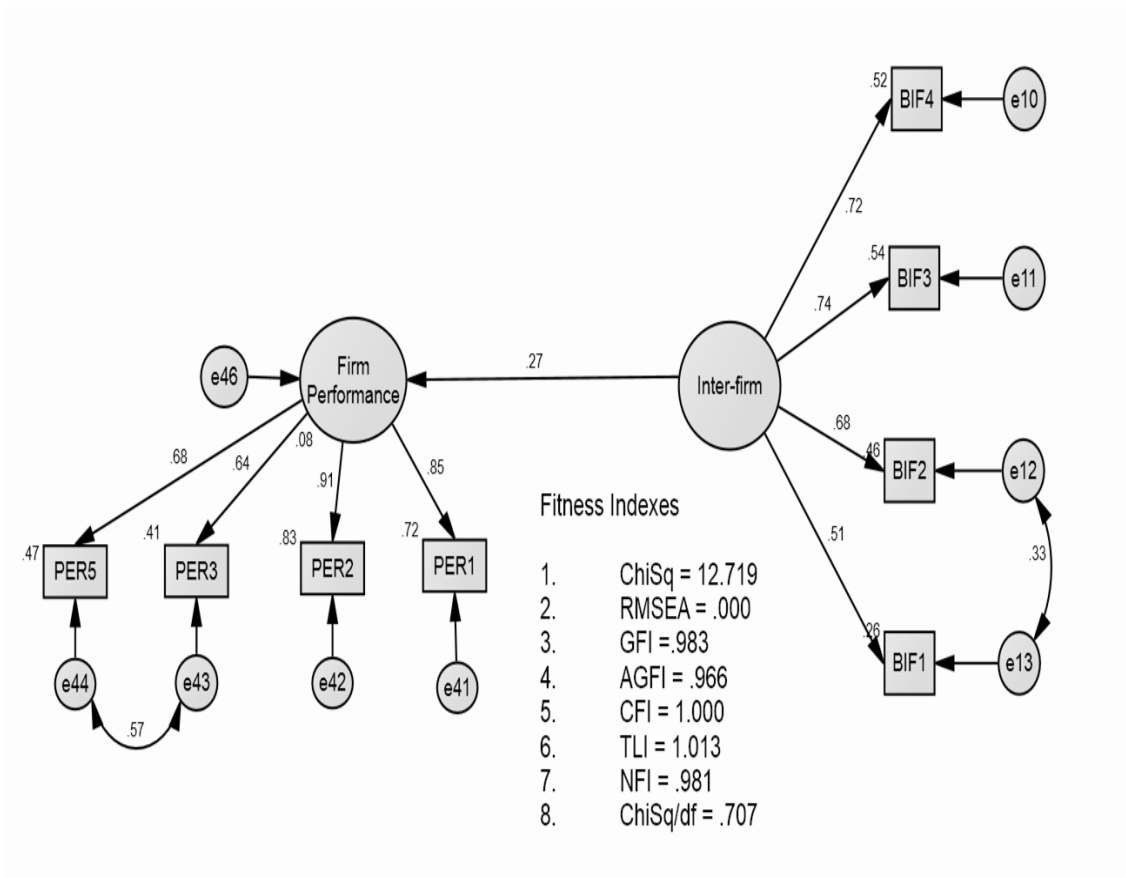 .52
BIF4
e10
.72
.54
BIF3
e11
.74
Firm
Performance
e46
.27
Inter-firm
.08
.68
.64
.91
.85
.68
.46
BIF2
e12
.33
.51
.26
BIF1
e13
.47
PER5
.41
PER3
.83
PER2
.72
PER1
e44
e43
e42
e41
.57
Fitness Indexes
1. ChiSq = 12.719
2. RMSEA = .000
3. GFI =.983
4. AGFI = .966
5. CFI = 1.000
6. TLI = 1.013
7. NFI = .981
8. ChiSq/df = .707